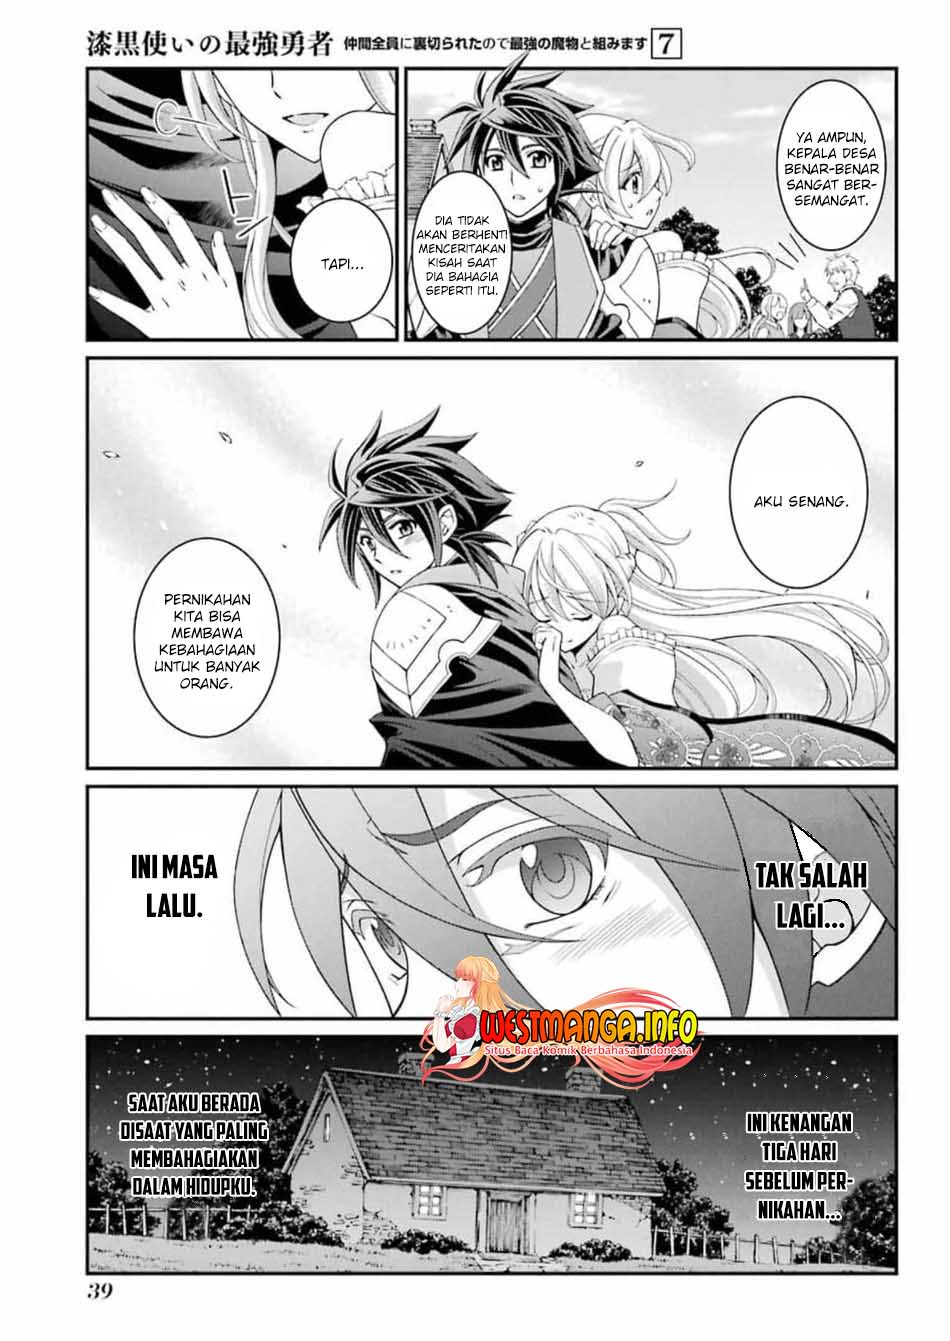 漆黒使いの最強勇者 仲間全員に裏切られたので最強の魔物と組みます 7
YA AMPUN,
KEPALA DESA
BENAR-BENAR
SANGAT BER-
SEMANGAT.
DIA TIDAK
AKAN BERHENTI
MENCERITAKAN
KISAH SAAT
DIA BAHAGIA
SEPERTI ITU.
TAPI...
AKU SENANG.
PERNIKAHAN
KITA BISA
MEMBAWA
KEBAHAGIAAN
UNTUK BANYAK
ORANG.
TAK SALAH
LAGI...
INI MASA
LALU.
WESTMANGA.INFO
Situs Baca Komik Berbahasa Indonesia
INI KENANGAN
TIGA HARI
SEBELUM PER-
NIKAHAN...
SAAT AKU BERADA
DISAAT YANG PALING
MEMBAHAGIAKAN
DALAM HIDUPKU.
39